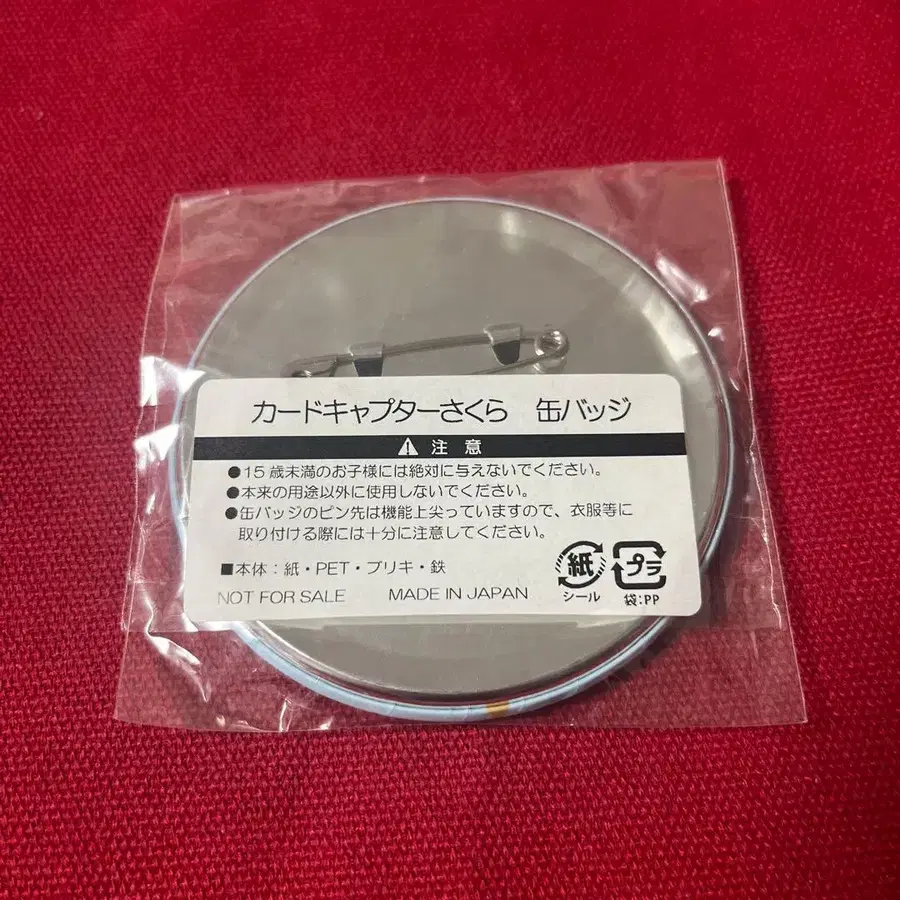 カードキャプターさくら 缶バッジ
注意
●15歳未満のお子様には絶対に与えないでください。
●本来の用途以外に使用しないでください。
●缶バッジのピン先は機能上尖っていますので、衣服等に
取り付ける際には十分に注意してください。
■本体:紙・PET・ブリキ・鉄
NOT FOR SALE MADE IN JAPAN
紙
シール
プラ
袋:PP